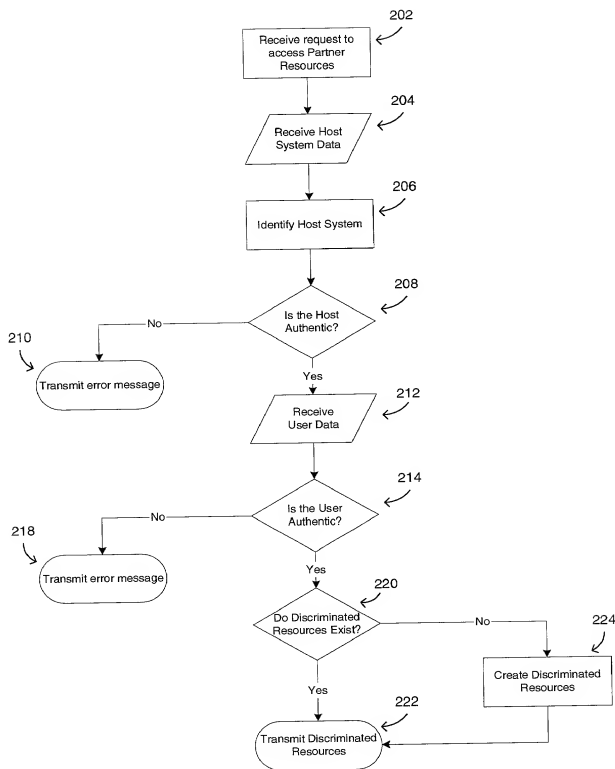 202
Receive request to
access Partner
Resources
204
Receive Host
System Data
206
Identify Host System
208
Is the Host
Authentic?
No
210
Transmit error message
Yes
212
Receive
User Data
214
Is the User
Authentic?
No
218
Transmit error message
Yes
220
Do Discriminated
Resources Exist?
No
224
Create Discriminated
Resources
Yes
222
Transmit Discriminated
Resources